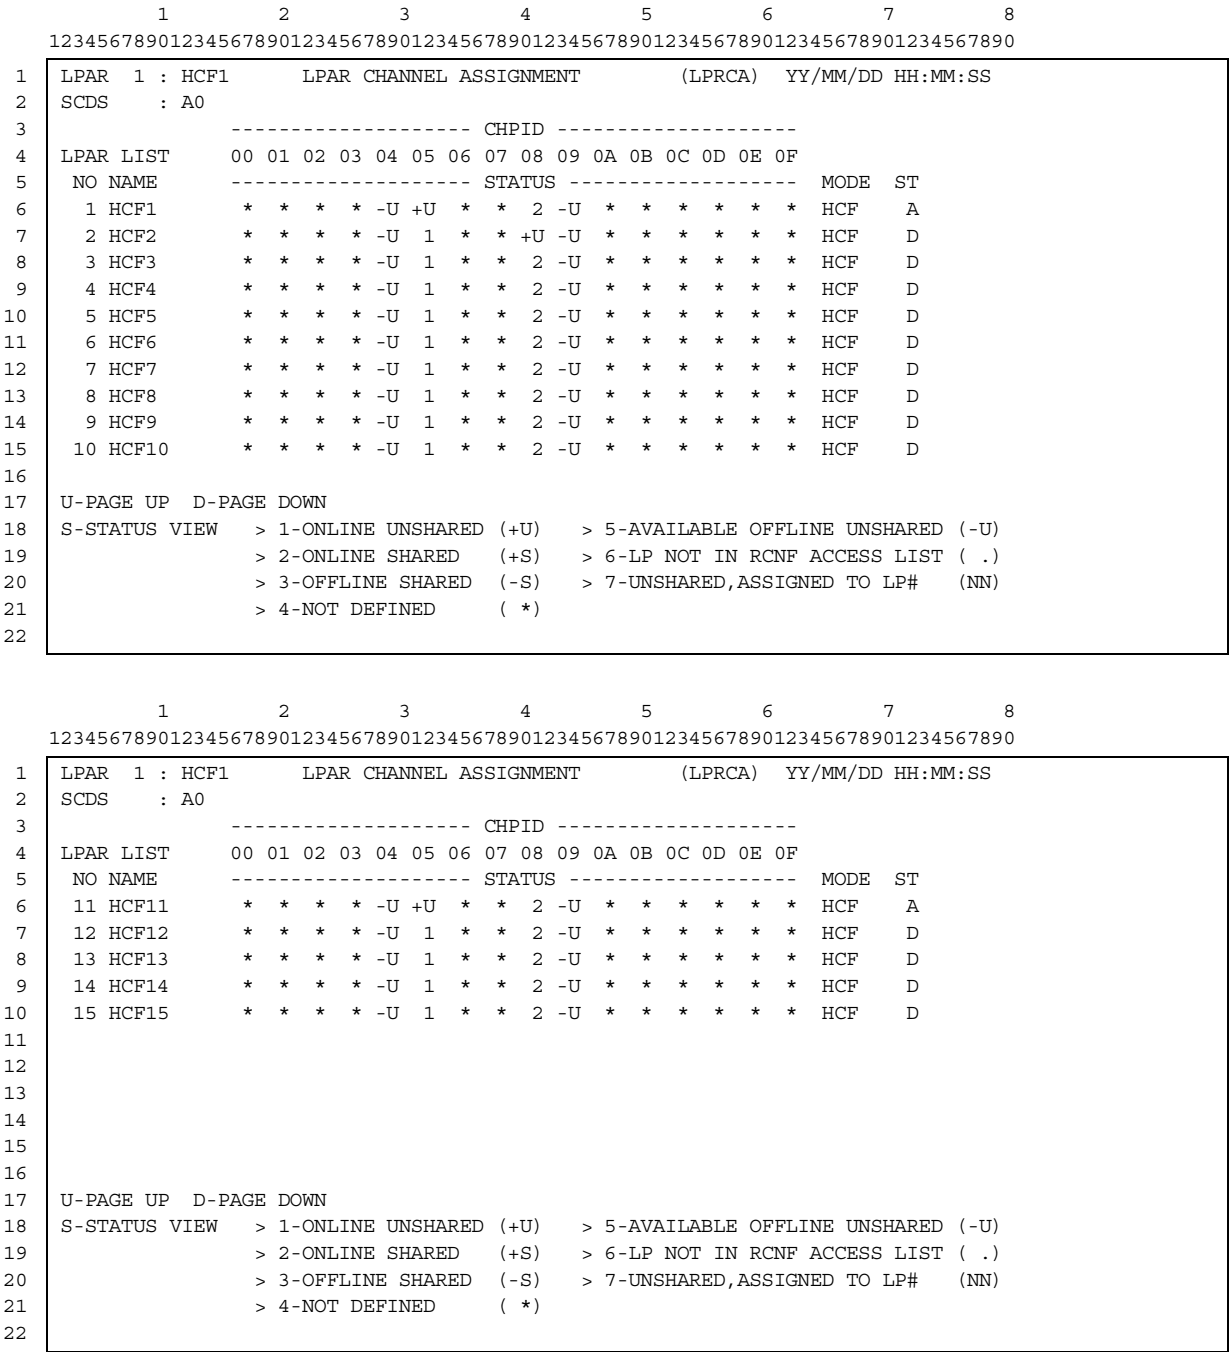 1         2         3         4         5         6         7         8
12345678901234567890123456789012345678901234567890123456789012345678901234567890
1 LPAR  1 : HCF1      LPAR CHANNEL ASSIGNMENT        (LPRCA)  YY/MM/DD HH:MM:SS
2 SCDS    : A0
3               -------------------- CHPID --------------------
4 LPAR LIST     00 01 02 03 04 05 06 07 08 09 0A 0B 0C 0D 0E 0F
5  NO NAME      -------------------- STATUS -------------------  MODE  ST
6   1 HCF1       *  *  *  * -U +U  *  *  2 -U  *  *  *  *  *  *  HCF   A
7   2 HCF2       *  *  *  * -U  1  *  * +U -U  *  *  *  *  *  *  HCF   D
8   3 HCF3       *  *  *  * -U  1  *  *  2 -U  *  *  *  *  *  *  HCF   D
9   4 HCF4       *  *  *  * -U  1  *  *  2 -U  *  *  *  *  *  *  HCF   D
10   5 HCF5       *  *  *  * -U  1  *  *  2 -U  *  *  *  *  *  *  HCF   D
11   6 HCF6       *  *  *  * -U  1  *  *  2 -U  *  *  *  *  *  *  HCF   D
12   7 HCF7       *  *  *  * -U  1  *  *  2 -U  *  *  *  *  *  *  HCF   D
13   8 HCF8       *  *  *  * -U  1  *  *  2 -U  *  *  *  *  *  *  HCF   D
14   9 HCF9       *  *  *  * -U  1  *  *  2 -U  *  *  *  *  *  *  HCF   D
15  10 HCF10      *  *  *  * -U  1  *  *  2 -U  *  *  *  *  *  *  HCF   D
16
17 U-PAGE UP  D-PAGE DOWN
18 S-STATUS VIEW   > 1-ONLINE UNSHARED (+U)   > 5-AVAILABLE OFFLINE UNSHARED (-U)
19                 > 2-ONLINE SHARED   (+S)   > 6-LP NOT IN RCNF ACCESS LIST ( .)
20                 > 3-OFFLINE SHARED  (-S)   > 7-UNSHARED,ASSIGNED TO LP#   (NN)
21                 > 4-NOT DEFINED     ( *)
22
         1         2         3         4         5         6         7         8
12345678901234567890123456789012345678901234567890123456789012345678901234567890
1 LPAR  1 : HCF1      LPAR CHANNEL ASSIGNMENT        (LPRCA)  YY/MM/DD HH:MM:SS
2 SCDS    : A0
3               -------------------- CHPID --------------------
4 LPAR LIST     00 01 02 03 04 05 06 07 08 09 0A 0B 0C 0D 0E 0F
5  NO NAME      -------------------- STATUS -------------------  MODE  ST
6  11 HCF11      *  *  *  * -U +U  *  *  2 -U  *  *  *  *  *  *  HCF   A
7  12 HCF12      *  *  *  * -U  1  *  *  2 -U  *  *  *  *  *  *  HCF   D
8  13 HCF13      *  *  *  * -U  1  *  *  2 -U  *  *  *  *  *  *  HCF   D
9  14 HCF14      *  *  *  * -U  1  *  *  2 -U  *  *  *  *  *  *  HCF   D
10  15 HCF15      *  *  *  * -U  1  *  *  2 -U  *  *  *  *  *  *  HCF   D
11
12
13
14
15
16
17 U-PAGE UP  D-PAGE DOWN
18 S-STATUS VIEW   > 1-ONLINE UNSHARED (+U)   > 5-AVAILABLE OFFLINE UNSHARED (-U)
19                 > 2-ONLINE SHARED   (+S)   > 6-LP NOT IN RCNF ACCESS LIST ( .)
20                 > 3-OFFLINE SHARED  (-S)   > 7-UNSHARED,ASSIGNED TO LP#   (NN)
21                 > 4-NOT DEFINED     ( *)
22